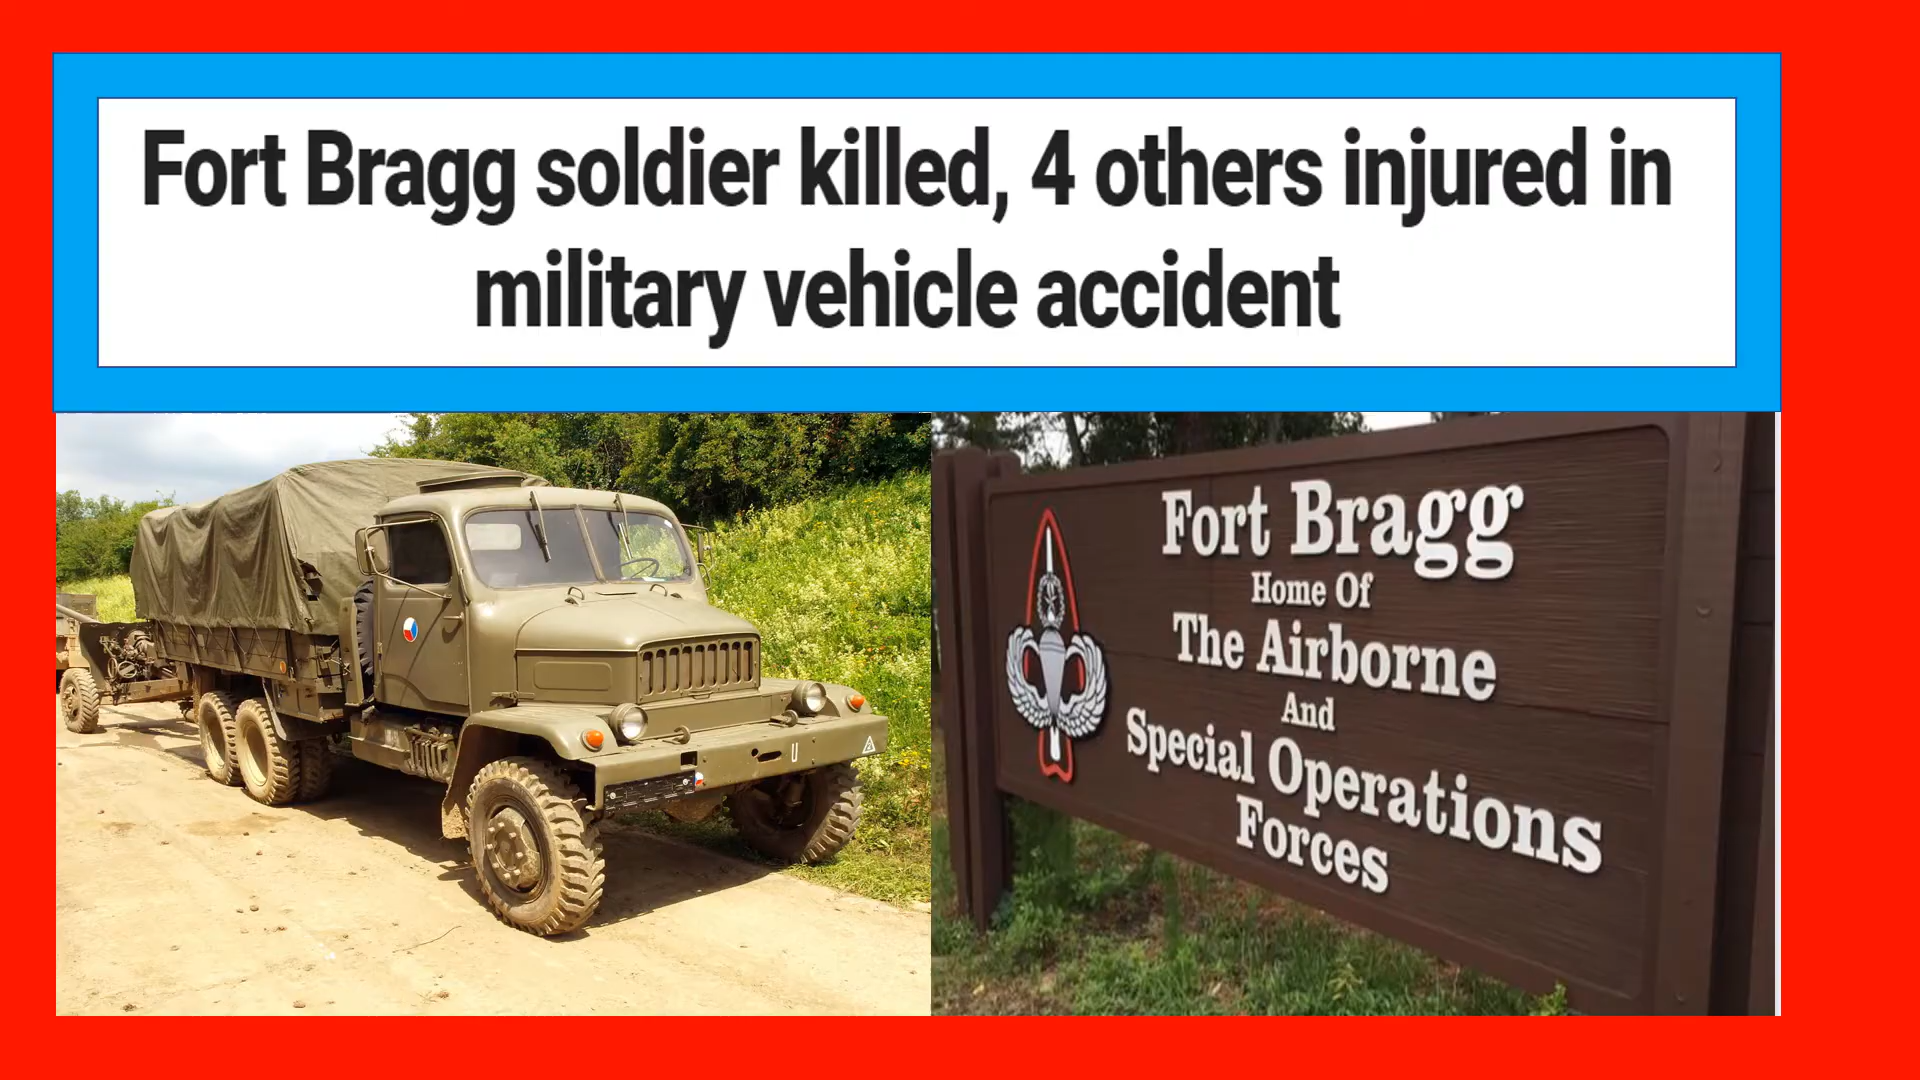 Fort Bragg soldier killed, 4 others injured in
military vehicle accident
Fort Bragg
Home Of
The Airborne
And
Special Operations
Forces